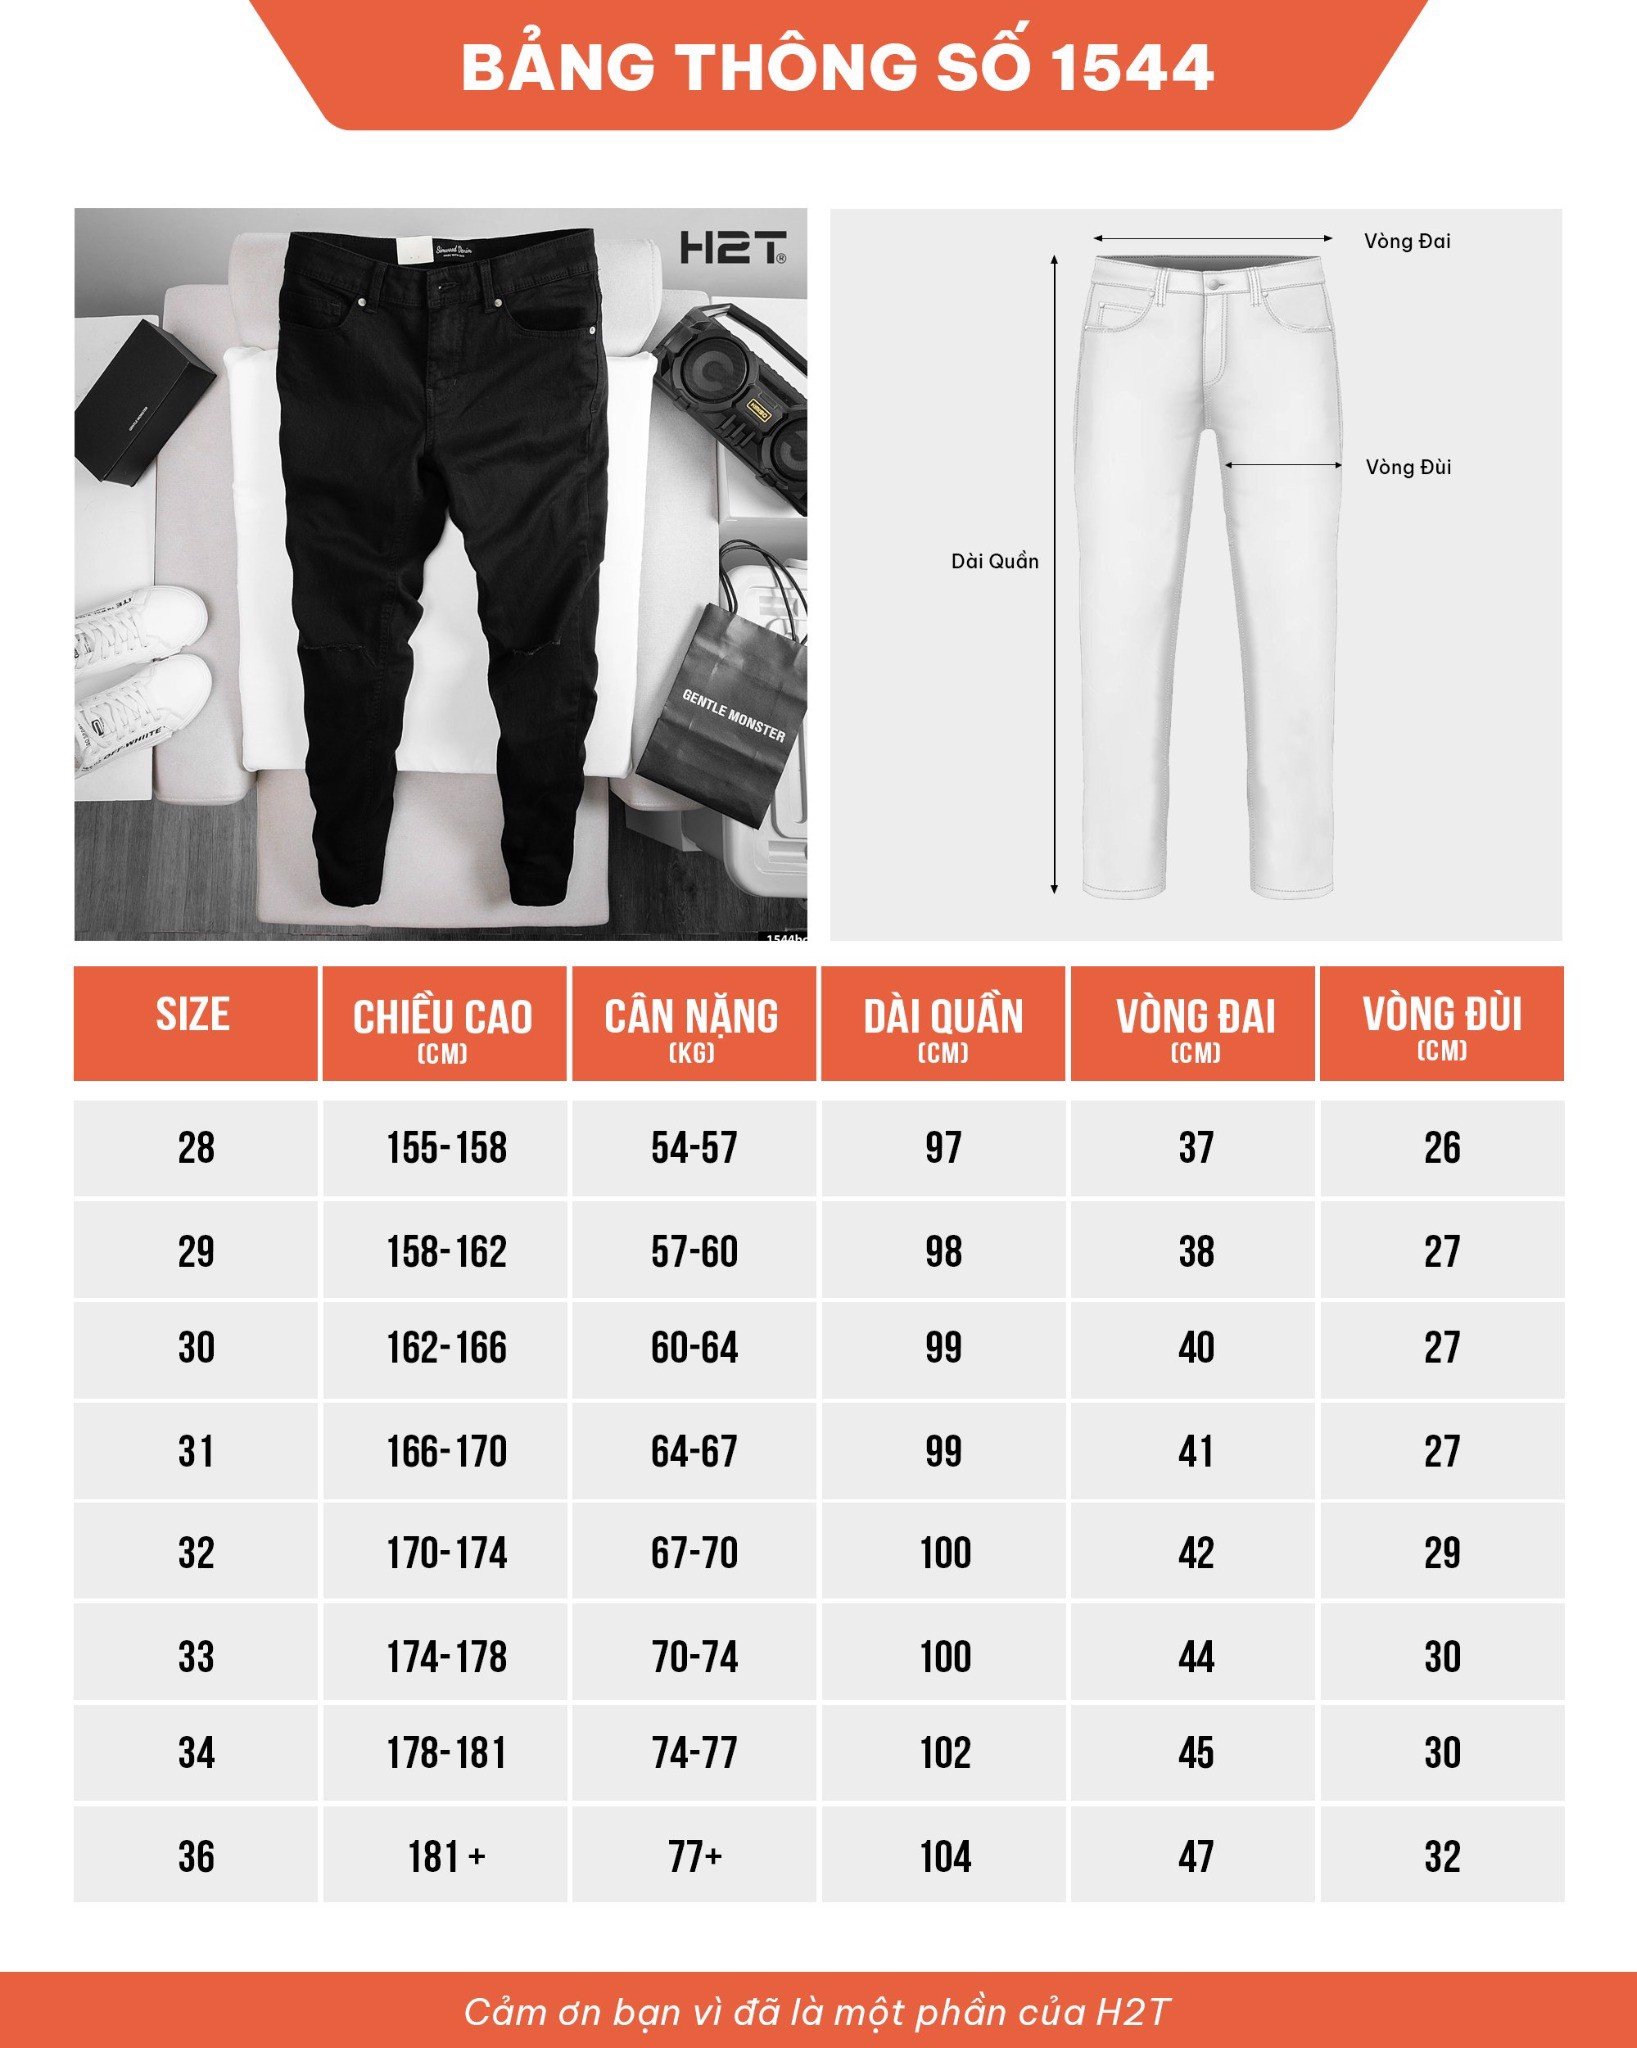 BẢNG THÔNG SỐ 1544
H2T®
GENTLE MONSTER
OFF-WHITE
GENTLE MONSTER
Vòng Đai
Vòng Đùi
Dài Quần
SIZE CHIỀU CAO (CM) CÂN NẶNG (KG) DÀI QUẦN (CM) VÒNG ĐAI (CM) VÒNG ĐÙI (CM)
28 155-158 54-57 97 37 26
29 158-162 57-60 98 38 27
30 162-166 60-64 99 40 27
31 166-170 64-67 99 41 27
32 170-174 67-70 100 42 29
33 174-178 70-74 100 44 30
34 178-181 74-77 102 45 30
36 181 + 77+ 104 47 32
Cảm ơn bạn vì đã là một phần của H2T